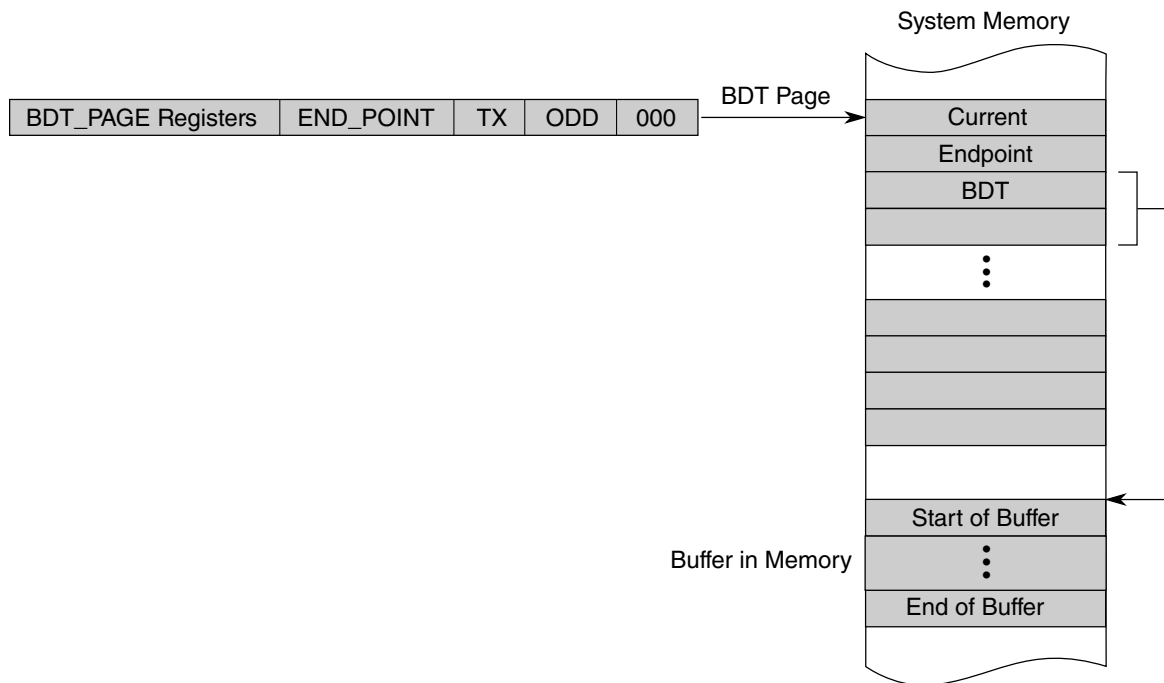 System Memory
BDT_PAGE Registers END_POINT TX ODD 000
BDT Page
Current
Endpoint
BDT
Start of Buffer
Buffer in Memory
End of Buffer